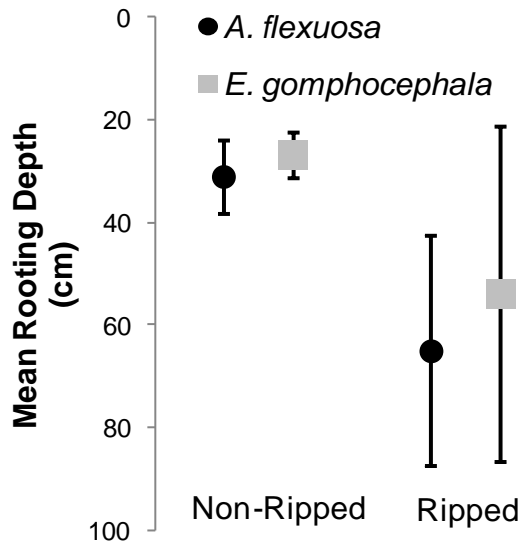 0
A. flexuosa
E. gomphocephala
20
40
60
80
100
Mean Rooting Depth
(cm)
Non-Ripped
Ripped